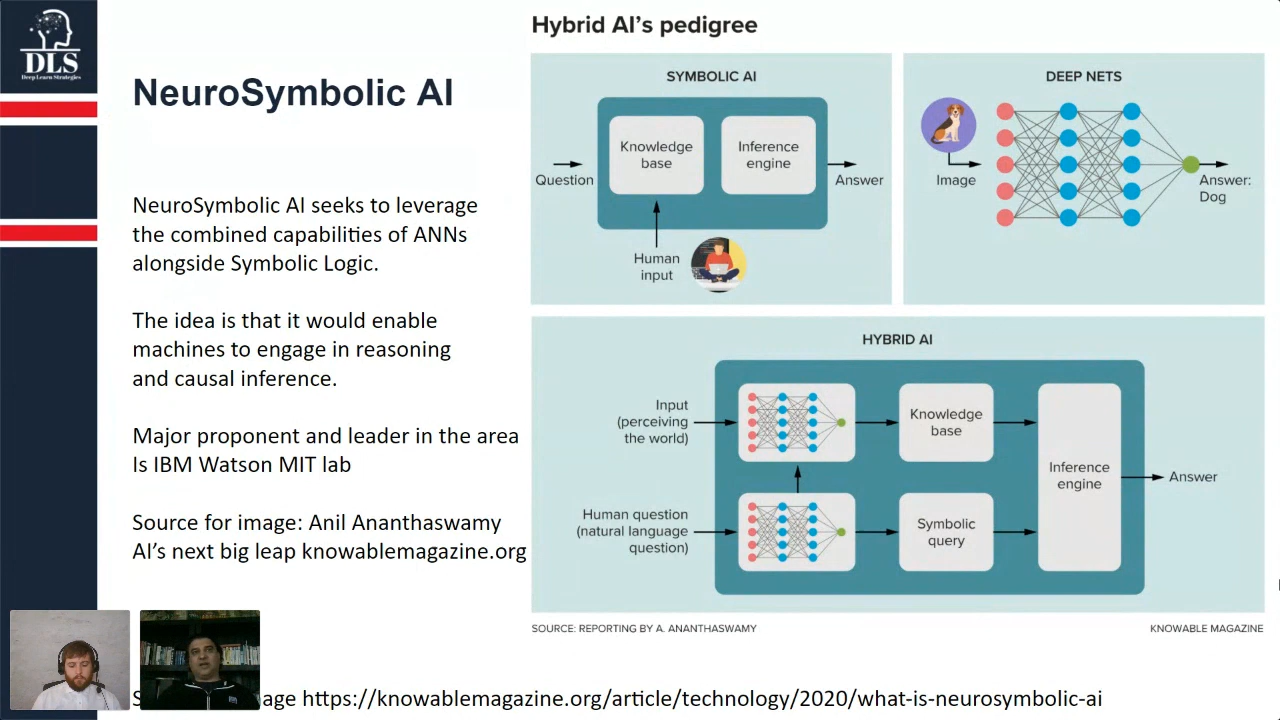 DLS
Deep Learn Strategies
NeuroSymbolic AI
NeuroSymbolic AI seeks to leverage
the combined capabilities of ANNs
alongside Symbolic Logic.
The idea is that it would enable
machines to engage in reasoning
and causal inference.
Major proponent and leader in the area
Is IBM Watson MIT lab
Source for image: Anil Ananthaswamy
AI's next big leap knowablemagazine.org
Hybrid AI's pedigree
SYMBOLIC AI
Knowledge
base
Inference
engine
Question
Answer
Human
input
DEEP NETS
Image
Answer:
Dog
HYBRID AI
Input
(perceiving
the world)
Knowledge
base
Human question
(natural language
question)
Symbolic
query
Inference
engine
Answer
SOURCE: REPORTING BY A. ANANTHASWAMY
KNOWABLE MAGAZINE
age https://knowablemagazine.org/article/technology/2020/what-is-neurosymbolic-ai